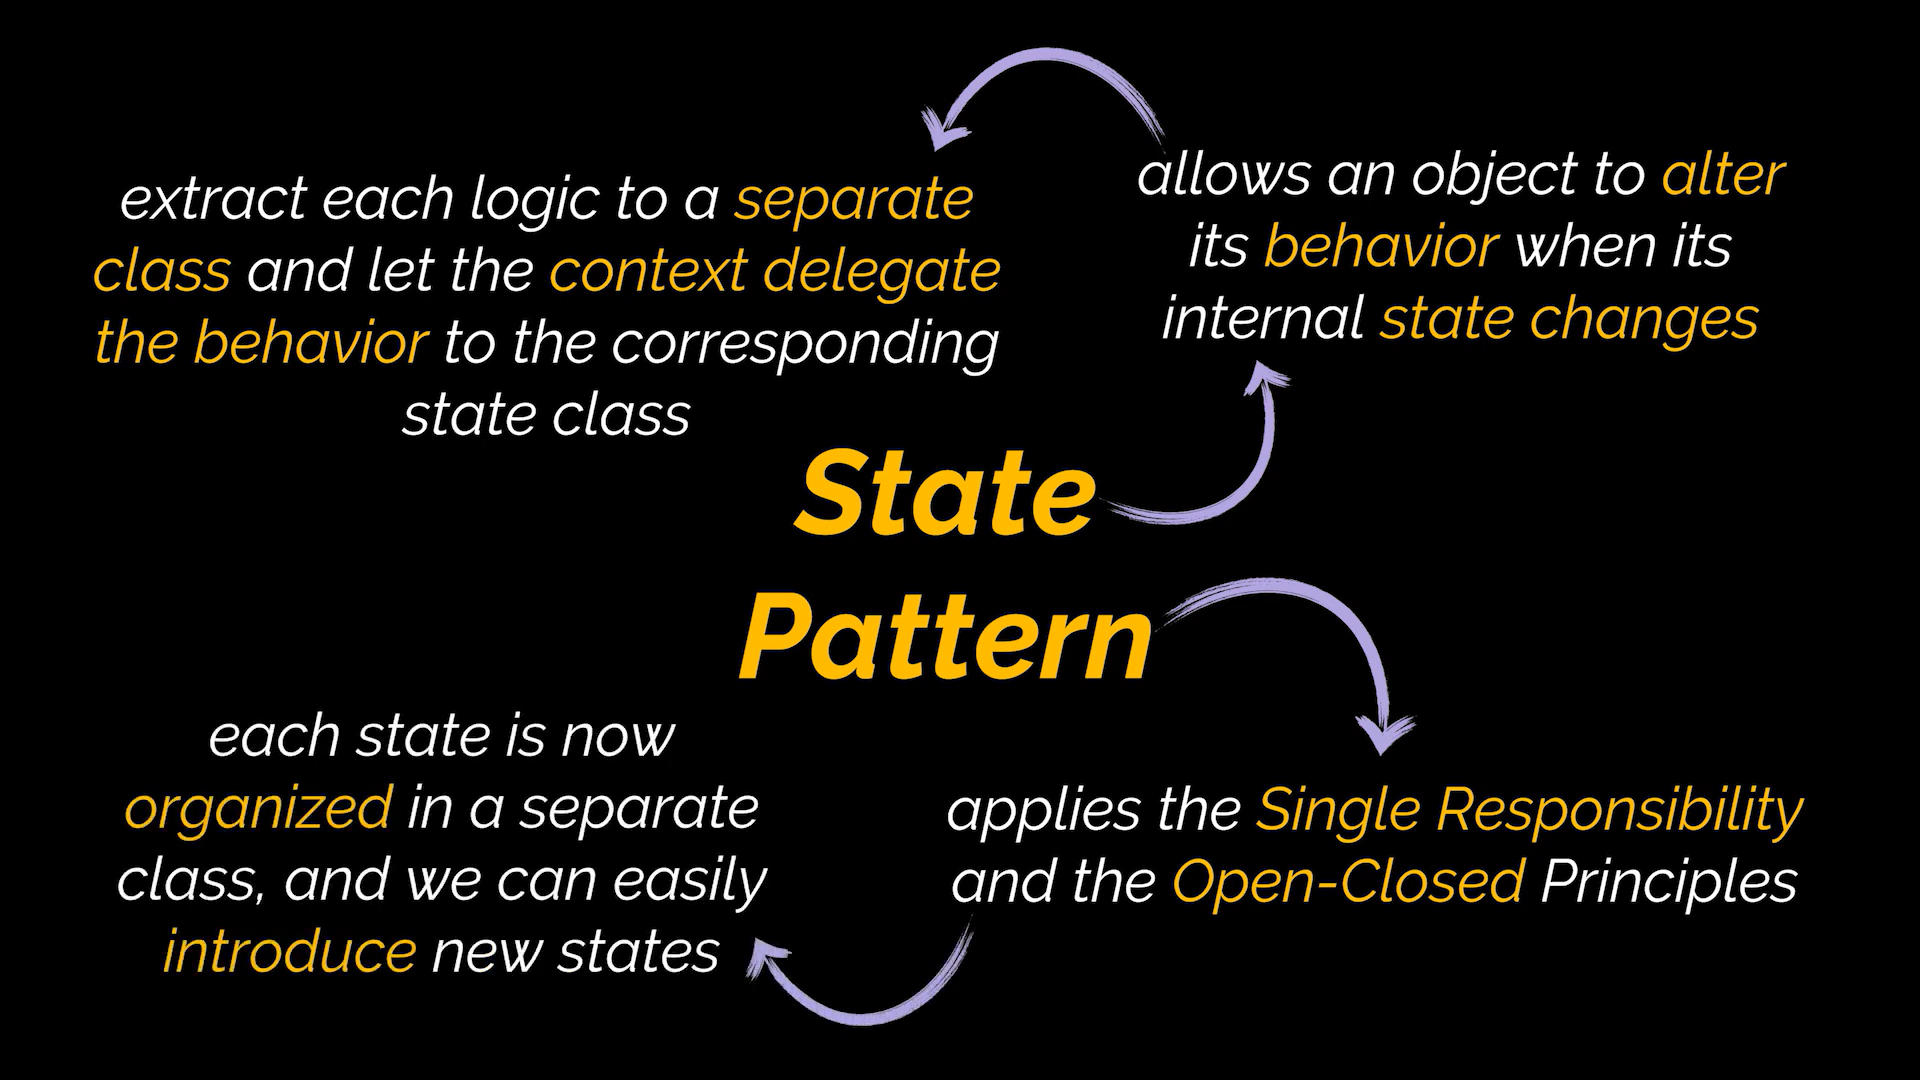 extract each logic to a separate
class and let the context delegate
the behavior to the corresponding
state class
allows an object to alter
its behavior when its
internal state changes
State
Pattern
each state is now
organized in a separate
class, and we can easily
introduce new states
applies the Single Responsibility
and the Open-Closed Principles